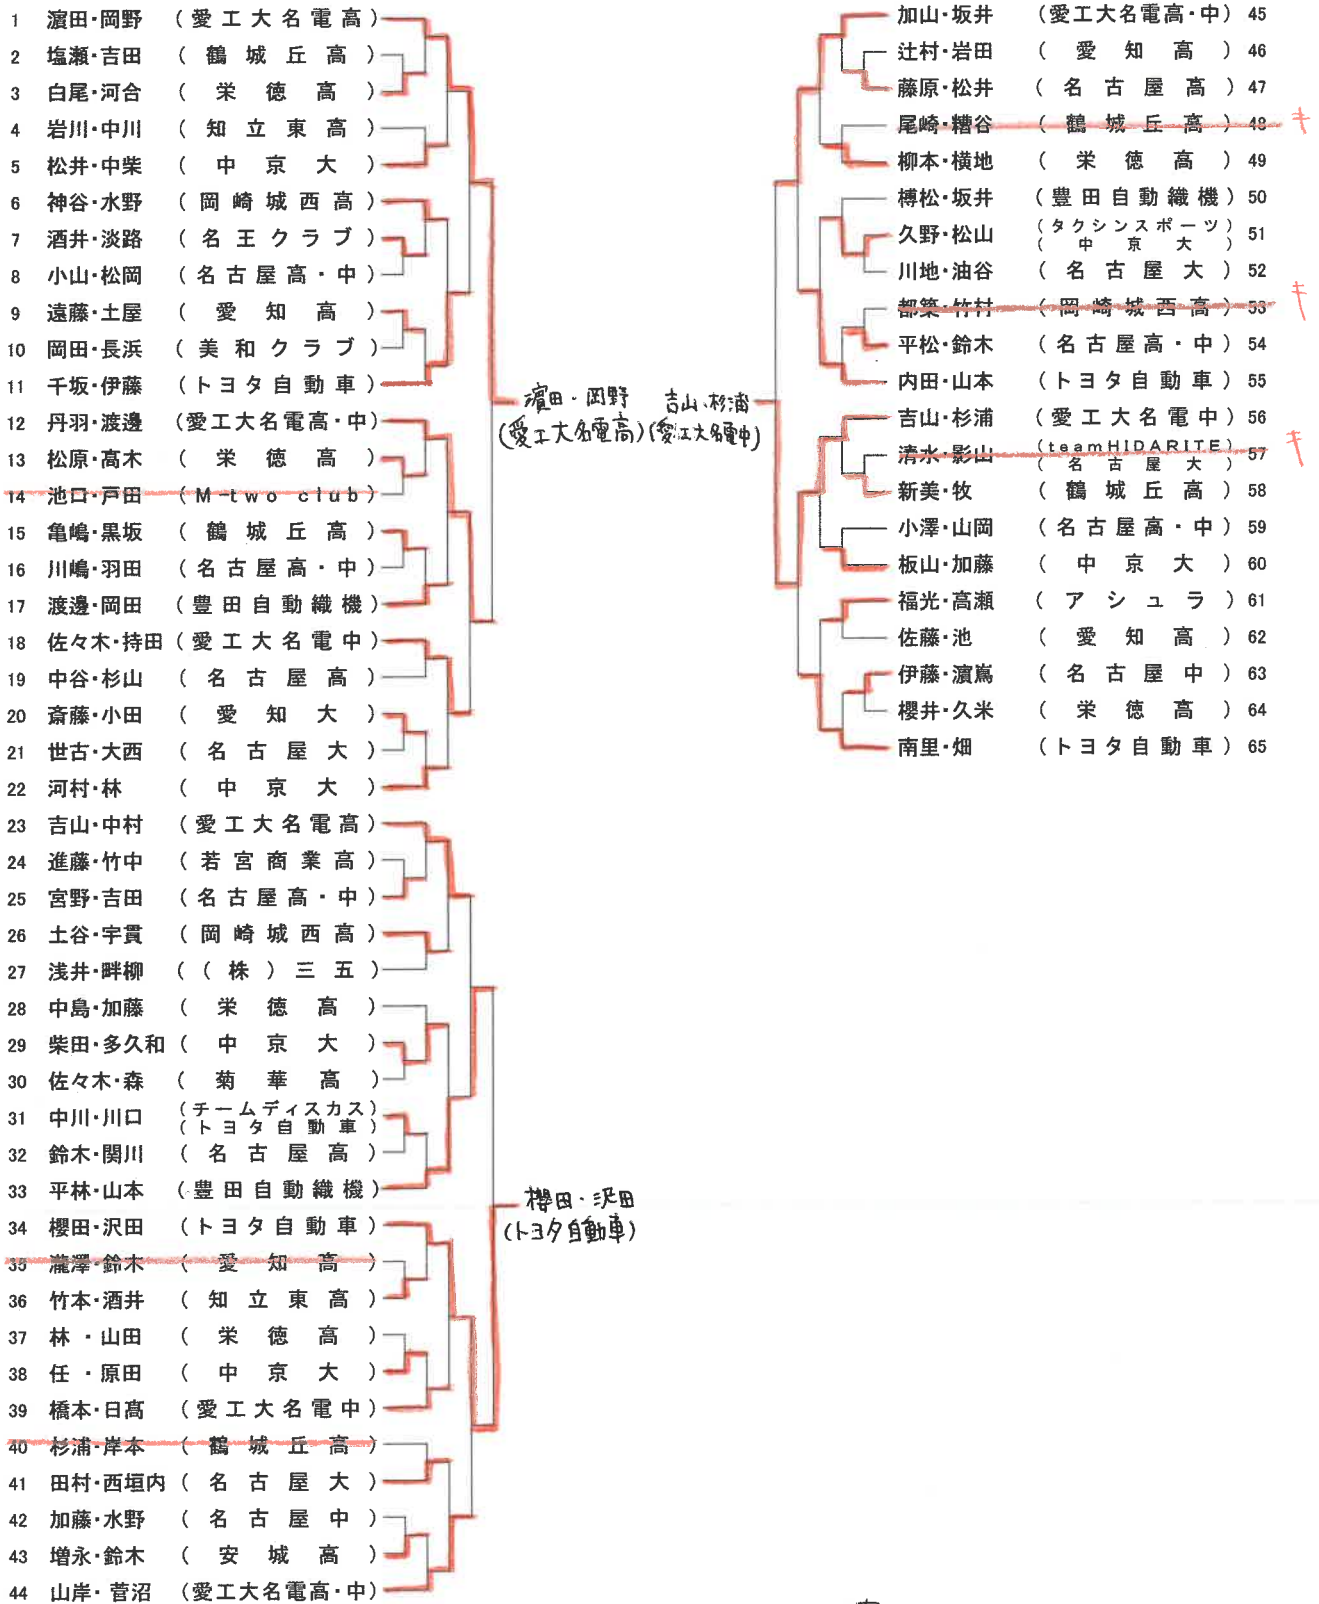 1 濵田・岡野 (愛工大名電高)
2 塩瀬・吉田 (鶴城丘高)
3 白尾・河合 (栄徳高)
4 岩川・中川 (知立東高)
5 松井・中柴 (中京大)
6 神谷・水野 (岡崎城西高)
7 酒井・淡路 (名王クラブ)
8 小山・松岡 (名古屋高・中)
9 遠藤・土屋 (愛知高)
10 岡田・長浜 (美和クラブ)
11 千坂・伊藤 (トヨタ自動車)
12 丹羽・渡邊 (愛工大名電高・中)
13 松原・高木 (栄徳高)
14 池口・戸田 (M-two club)
15 亀嶋・黒坂 (鶴城丘高)
16 川嶋・羽田 (名古屋高・中)
17 渡邊・岡田 (豊田自動織機)
18 佐々木・持田 (愛工大名電中)
19 中谷・杉山 (名古屋高)
20 斎藤・小田 (愛知大)
21 世古・大西 (名古屋大)
22 河村・林 (中京大)
23 吉山・中村 (愛工大名電高)
24 進藤・竹中 (若宮商業高)
25 宮野・吉田 (名古屋高・中)
26 土谷・宇貫 (岡崎城西高)
27 浅井・畔柳 ((株)三五)
28 中島・加藤 (栄徳高)
29 柴田・多久和 (中京大)
30 佐々木・森 (菊華高)
31 中川・川口 (チームディスカス)
(トヨタ自動車)
32 鈴木・関川 (名古屋高)
33 平林・山本 (豊田自動織機)
34 櫻田・沢田 (トヨタ自動車)
35 瀧澤・鈴木 (愛知高)
36 竹本・酒井 (知立東高)
37 林・山田 (栄徳高)
38 任・原田 (中京大)
39 橋本・日髙 (愛工大名電中)
40 杉浦・岸本 (鶴城丘高)
41 田村・西垣内 (名古屋大)
42 加藤・水野 (名古屋中)
43 増永・鈴木 (安城高)
44 山岸・菅沼 (愛工大名電高・中)
濵田・岡野
(愛工大名電高)
櫻田・沢田
(トヨタ自動車)
吉山・杉浦
(愛工大名電中)
加山・坂井 (愛工大名電高・中) 45
辻村・岩田 (愛知高) 46
藤原・松井 (名古屋高) 47
尾崎・糟谷 (鶴城丘高) 48 キ
柳本・横地 (栄徳高) 49
榑松・坂井 (豊田自動織機) 50
久野・松山 (タクシンスポーツ) 51
(中京大)
川地・油谷 (名古屋大) 52
都築・竹村 (岡崎城西高) 53 キ
平松・鈴木 (名古屋高・中) 54
内田・山本 (トヨタ自動車) 55
吉山・杉浦 (愛工大名電中) 56
清水・影山 (teamHIDARITE) 57 キ
(名古屋大)
新美・牧 (鶴城丘高) 58
小澤・山岡 (名古屋高・中) 59
板山・加藤 (中京大) 60
福光・高瀬 (アシュラ) 61
佐藤・池 (愛知高) 62
伊藤・濵嶌 (名古屋中) 63
櫻井・久米 (栄徳高) 64
南里・畑 (トヨタ自動車) 65